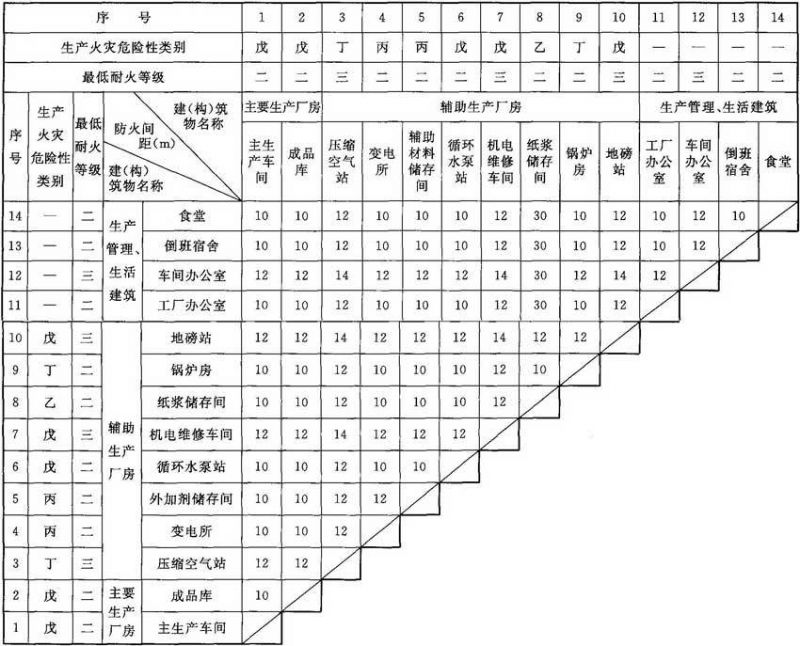 序 号 1 2 3 4 5 6 7 8 9 10 11 12 13 14
生产火灾危险性类别 戊 戊 丁 丙 丙 戊 戊 乙 丁 戊 — — — —
最低耐火等级 二 二 三 二 二 二 三 二 二 三 二 三 二 二
序号 生产火灾危险性类别 最低耐火等级 防火间距(m) 建(构)筑物名称 建(构)筑物名称 主要生产厂房 辅助生产厂房 生产管理、生活建筑
主生产车间 成品库 压缩空气站 变电所 辅助材料储存间 循环水泵站 机电维修车间 纸浆储存间 锅炉房 地磅站 工厂办公室 车间办公室 倒班宿舍 食堂
14 — 二 生产管理、生活建筑 食堂 10 10 12 10 10 10 12 30 10 12 10 12 10
13 — 二 倒班宿舍 10 10 12 10 10 10 12 30 10 12 10 12
12 — 三 车间办公室 12 12 14 12 12 12 14 30 12 14 12
11 — 二 工厂办公室 10 10 12 10 10 10 12 30 10 12
10 戊 三 辅助生产厂房 地磅站 12 12 14 12 12 12 14 12 12
9 丁 二 锅炉房 10 10 12 10 10 10 12 10
8 乙 二 纸浆储存间 10 10 12 10 10 10 12
7 戊 三 机电维修车间 12 12 14 12 12 12
6 戊 二 循环水泵站 10 10 12 10 10
5 丙 二 外加剂储存间 10 10 12 12
4 丙 二 变电所 10 10 12
3 丁 三 压缩空气站 12 12
2 戊 二 主要生产厂房 成品库 10
1 戊 二 主生产车间